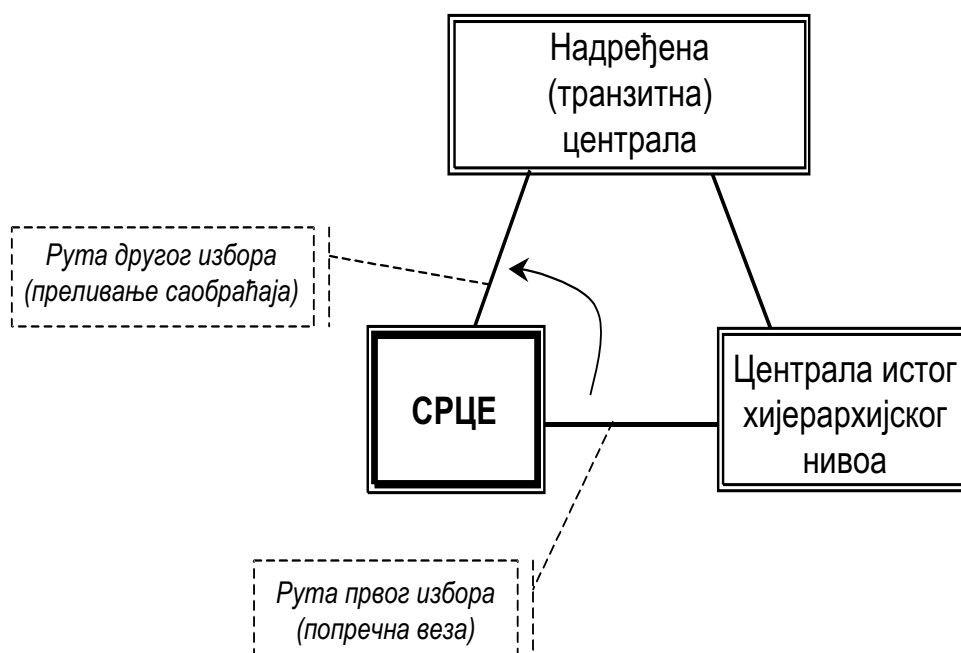 Надређена
(транзитна)
централа
Рута другог избора
(преливање саобраћаја)
СРЦЕ
Централа истог
хијерархијског
нивоа
Рута првог избора
(попречна веза)